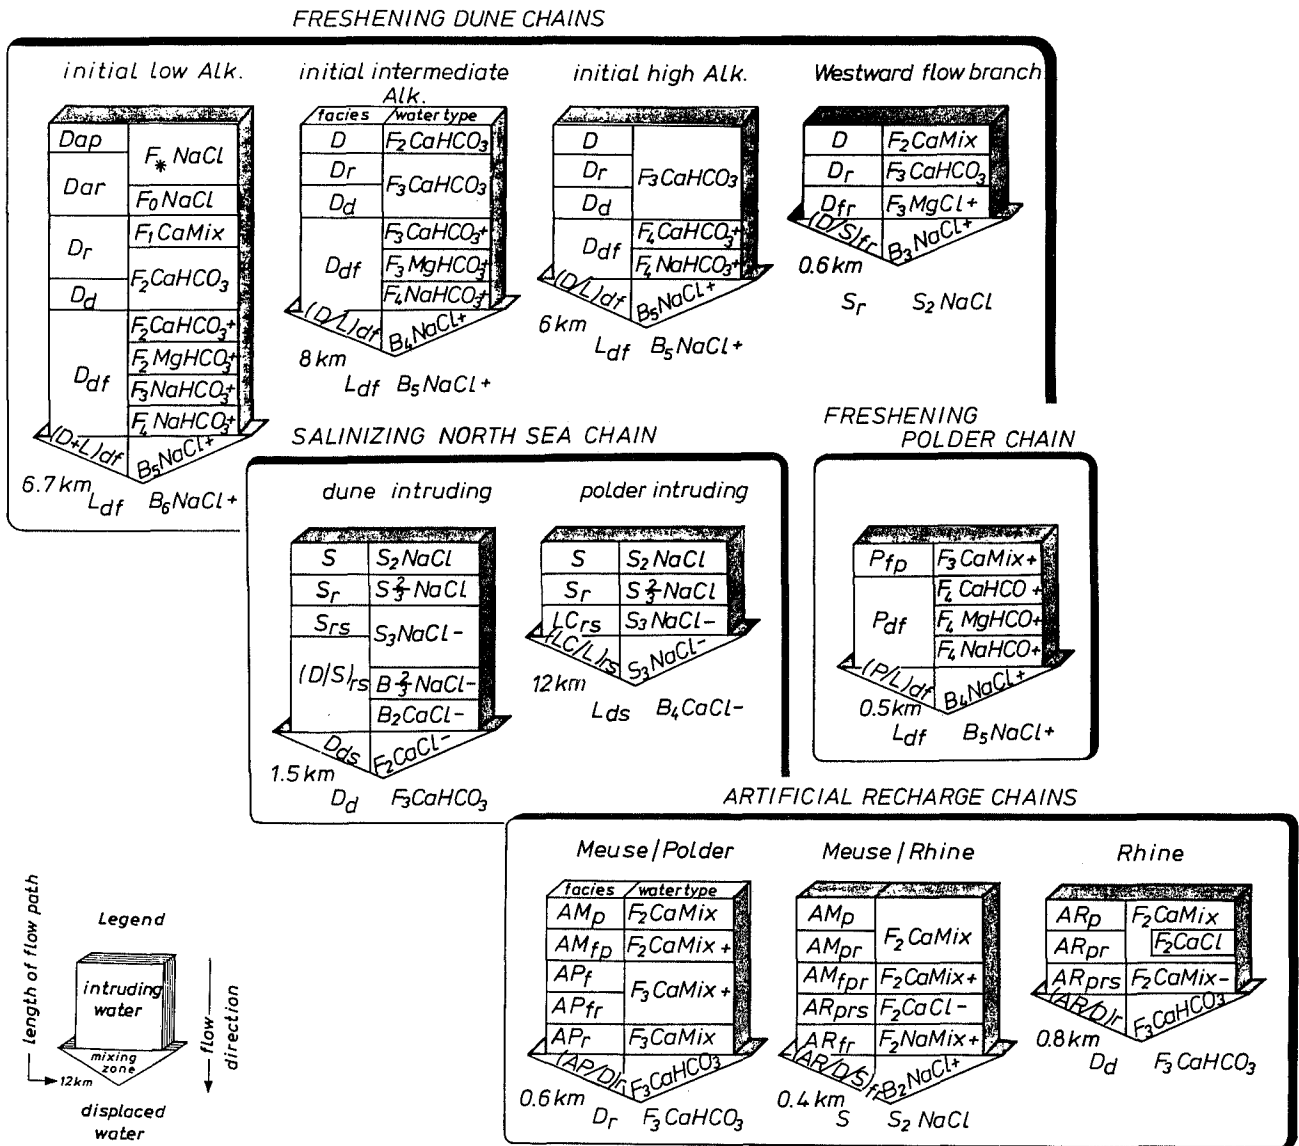 FRESHENING DUNE CHAINS
initial low Alk.
Dap
Dar
Dr
Dd
Ddf
F* NaCl
F0 NaCl
F1 CaMix
F2 CaHCO3
F2 CaHCO3+
F2 MgHCO3+
F3 NaHCO3+
F4 NaHCO3+
(D+L)df
B5 NaCl+
6.7 km
Ldf B6 NaCl+
initial intermediate
Alk.
facies watertype
D F2 CaHCO3
Dr
Dd
F3 CaHCO3
Ddf
F3 CaHCO3+
F3 MgHCO3+
F4 NaHCO3+
(D/L)df
B4 NaCl+
8 km
Ldf B5 NaCl+
initial high Alk.
D
Dr
Dd
F3 CaHCO3
Ddf
F4 CaHCO3+
F4 NaHCO3+
(D/L)df
B5 NaCl+
6 km
Ldf B5 NaCl+
Westward flow branch
D F2 CaMix
Dr F3 CaHCO3
Dfr F3 MgCl+
(D/S)fr
B3 NaCl+
0.6 km
Sr S2 NaCl
SALINIZING NORTH SEA CHAIN
dune intruding
S S2 NaCl
Sr S2/3 NaCl
Srs
S3 NaCl-
(D/S)rs
B2/3 NaCl-
B2 CaCl-
Dds
F2 CaCl-
1.5 km
Dd F3 CaHCO3
polder intruding
S S2 NaCl
Sr S2/3 NaCl
LCrs S3 NaCl-
(LC/L)rs
S3 NaCl-
12 km
Lds B4 CaCl-
FRESHENING
POLDER CHAIN
Pfp F3 CaMix+
Pdf
F4 CaHCO+
F4 MgHCO+
F4 NaHCO+
(P/L)df
B4 NaCl+
0.5 km
Ldf B5 NaCl+
ARTIFICIAL RECHARGE CHAINS
Meuse/Polder
facies watertype
AMp F2 CaMix
AMfp F2 CaMix+
APf
APfr
F3 CaMix+
APr F3 CaMix
(AP/D)r
F3 CaHCO3
0.6 km
Dr F3 CaHCO3
Meuse/Rhine
AMp
AMpr
F2 CaMix
AMfpr F2 CaMix+
ARprs F2 CaCl-
ARfr F2 NaMix+
(AR/D/S)fr
B2 NaCl+
0.4 km
S S2 NaCl
Rhine
ARp F2 CaMix
ARpr F2 CaCl
ARprs F2 CaMix-
(AR/D)r
F3 CaHCO3
0.8 km
Dd F3 CaHCO3
Legend
length of flow path
intruding
water
mixing
zone
12km
flow
direction
displaced
water